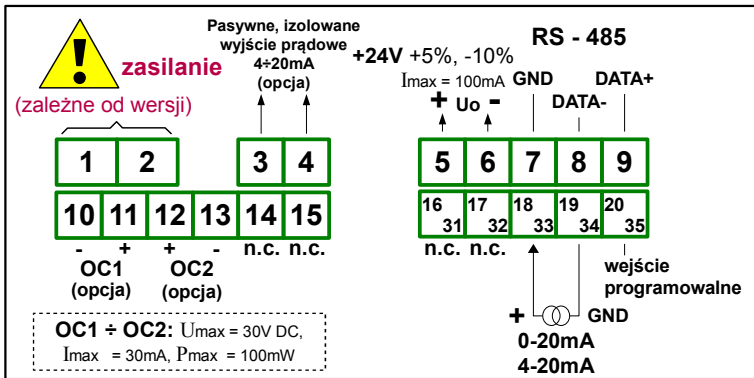 zasilanie
(zależne od wersji)
Pasywne, izolowane
wyjście prądowe
4÷20mA
(opcja)
+24V +5%, -10%
Imax = 100mA
+ Uo -
RS - 485
GND
DATA-
DATA+
1 2 3 4 5 6 7 8 9
10 11 12 13 14 15
16 31 17 32 18 33 19 34 20 35
- + + - n.c. n.c.
OC1
(opcja)
OC2
(opcja)
n.c. n.c.
wejście
programowalne
+ GND
0-20mA
4-20mA
OC1 ÷ OC2: Umax = 30V DC,
Imax = 30mA, Pmax = 100mW